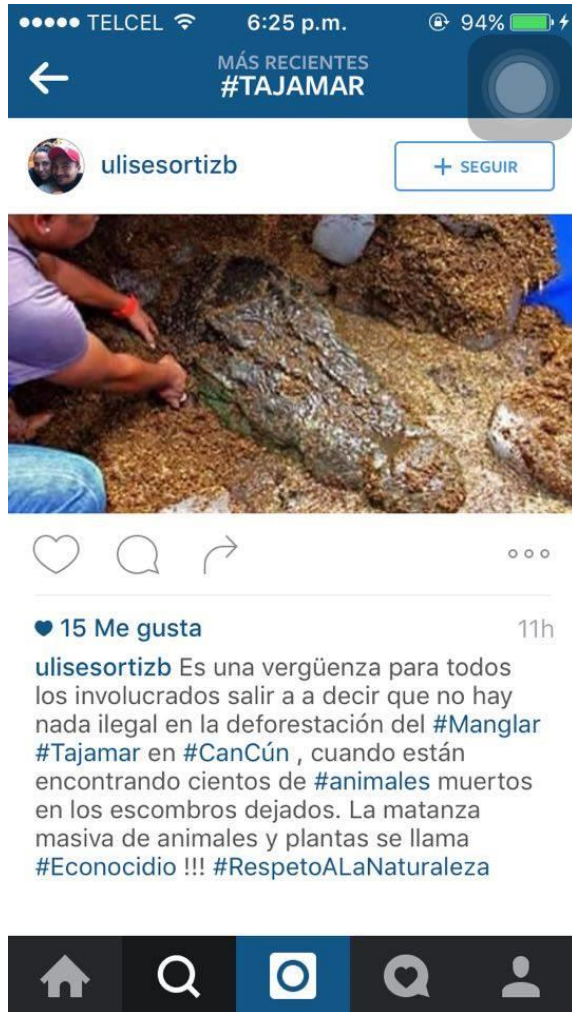 TELCEL 6:25 p.m. 94%
MÁS RECIENTES
#TAJAMAR
ulisesortizb + SEGUIR
15 Me gusta 11h
ulisesortizb Es una vergüenza para todos
los involucrados salir a a decir que no hay
nada ilegal en la deforestación del #Manglar
#Tajamar en #CanCún , cuando están
encontrando cientos de #animales muertos
en los escombros dejados. La matanza
masiva de animales y plantas se llama
#Econocidio !!! #RespetoALaNaturaleza